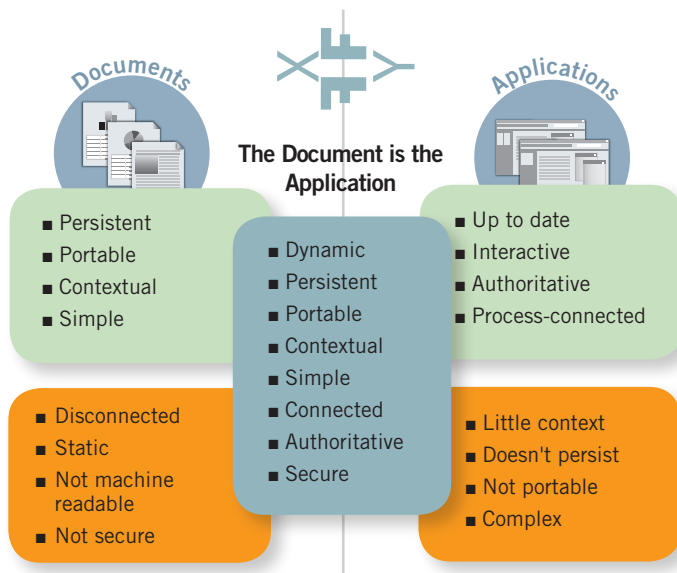 Documents
Applications
The Document is the
Application
■ Persistent
■ Portable
■ Contextual
■ Simple
■ Dynamic
■ Persistent
■ Portable
■ Contextual
■ Simple
■ Connected
■ Authoritative
■ Secure
■ Up to date
■ Interactive
■ Authoritative
■ Process-connected
■ Disconnected
■ Static
■ Not machine
readable
■ Not secure
■ Little context
■ Doesn't persist
■ Not portable
■ Complex